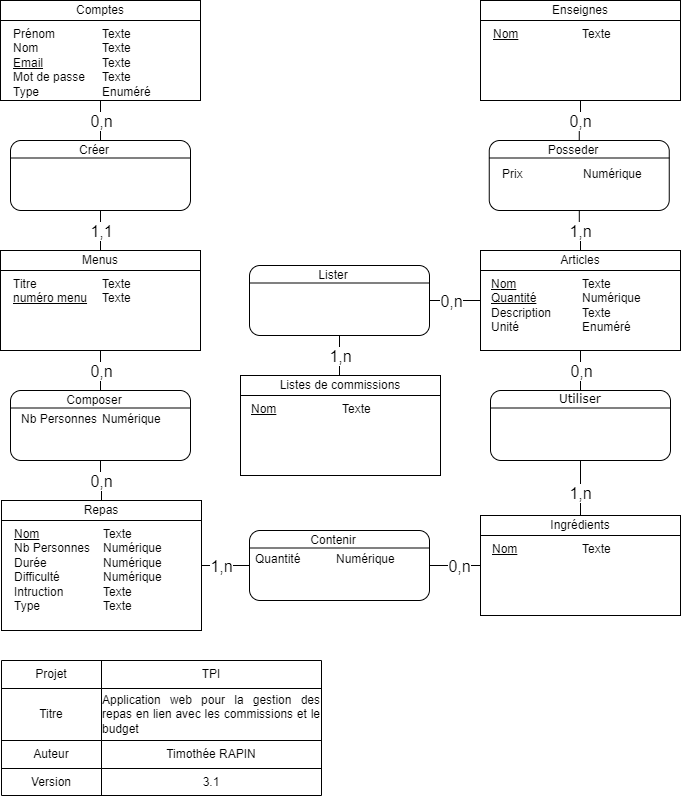 Comptes
Prénom Texte
Nom Texte
Email Texte
Mot de passe Texte
Type Enuméré
0,n
Créer
1,1
Menus
Titre Texte
numéro menu Texte
0,n
Composer
Nb Personnes Numérique
0,n
Repas
Nom Texte
Nb Personnes Numérique
Durée Numérique
Difficulté Numérique
Intruction Texte
Type Texte
1,n
Contenir
Quantité Numérique
0,n
Lister
0,n
1,n
Listes de commissions
Nom Texte
Enseignes
Nom Texte
0,n
Posseder
Prix Numérique
1,n
Articles
Nom Texte
Quantité Numérique
Description Texte
Unité Enuméré
0,n
Utiliser
1,n
Ingrédients
Nom Texte
Projet TPI
Titre
Application web pour la gestion des
repas en lien avec les commissions et le
budget
Auteur Timothée RAPIN
Version 3.1